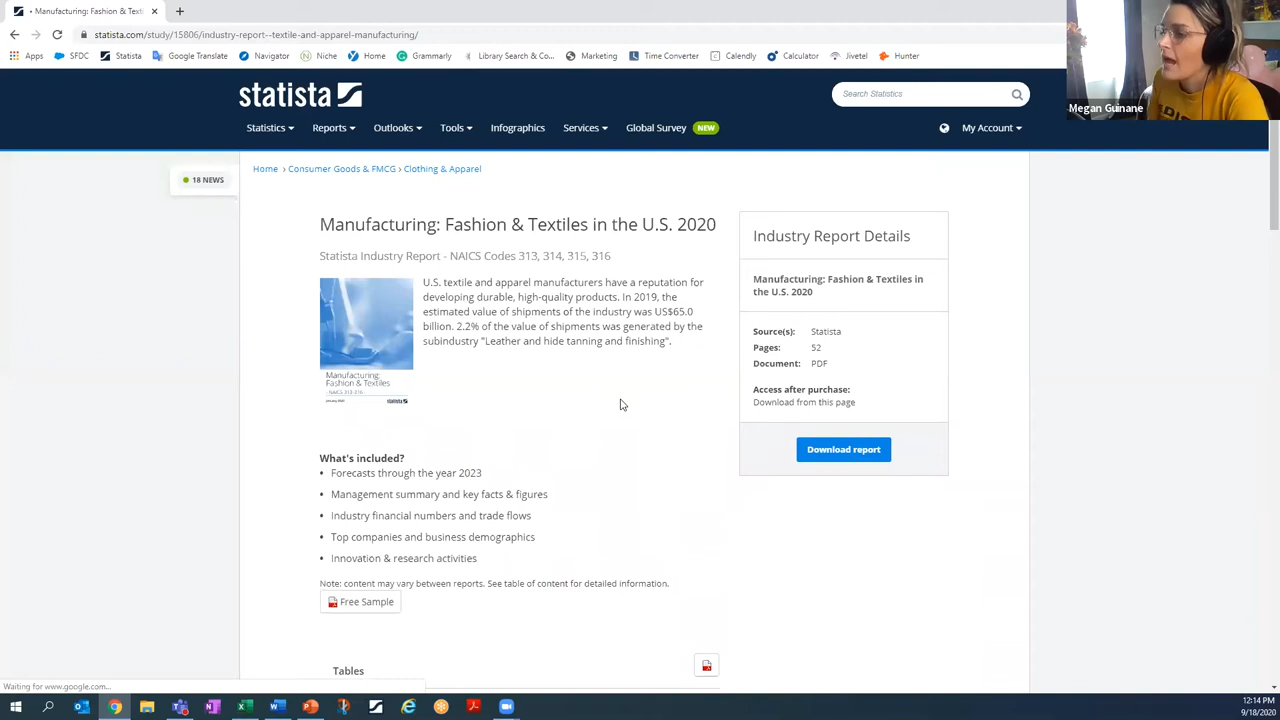 Manufacturing: Fashion & Texti
statista.com/study/15806/industry-report--textile-and-apparel-manufacturing/
Apps
SFDC
Statista
Google Translate
Navigator
Niche
Home
Grammarly
Library Search & Co...
Marketing
Time Converter
Calendly
Calculator
Jivetel
Hunter
Megan Guinane
statista
Search Statistics
Statistics
Reports
Outlooks
Tools
Infographics
Services
Global Survey
NEW
My Account
18 NEWS
Home › Consumer Goods & FMCG › Clothing & Apparel
Manufacturing: Fashion & Textiles in the U.S. 2020
Statista Industry Report - NAICS Codes 313, 314, 315, 316
U.S. textile and apparel manufacturers have a reputation for
developing durable, high-quality products. In 2019, the
estimated value of shipments of the industry was US$65.0
billion. 2.2% of the value of shipments was generated by the
subindustry "Leather and hide tanning and finishing".
Manufacturing:
Fashion & Textiles
- NAICS 313-316 -
January 2020
statista
What's included?
• Forecasts through the year 2023
• Management summary and key facts & figures
• Industry financial numbers and trade flows
• Top companies and business demographics
• Innovation & research activities
Note: content may vary between reports. See table of content for detailed information.
Free Sample
Tables
Industry Report Details
Manufacturing: Fashion & Textiles in
the U.S. 2020
Source(s): Statista
Pages: 52
Document: PDF
Access after purchase:
Download from this page
Download report
Waiting for www.google.com...
12:14 PM
9/18/2020